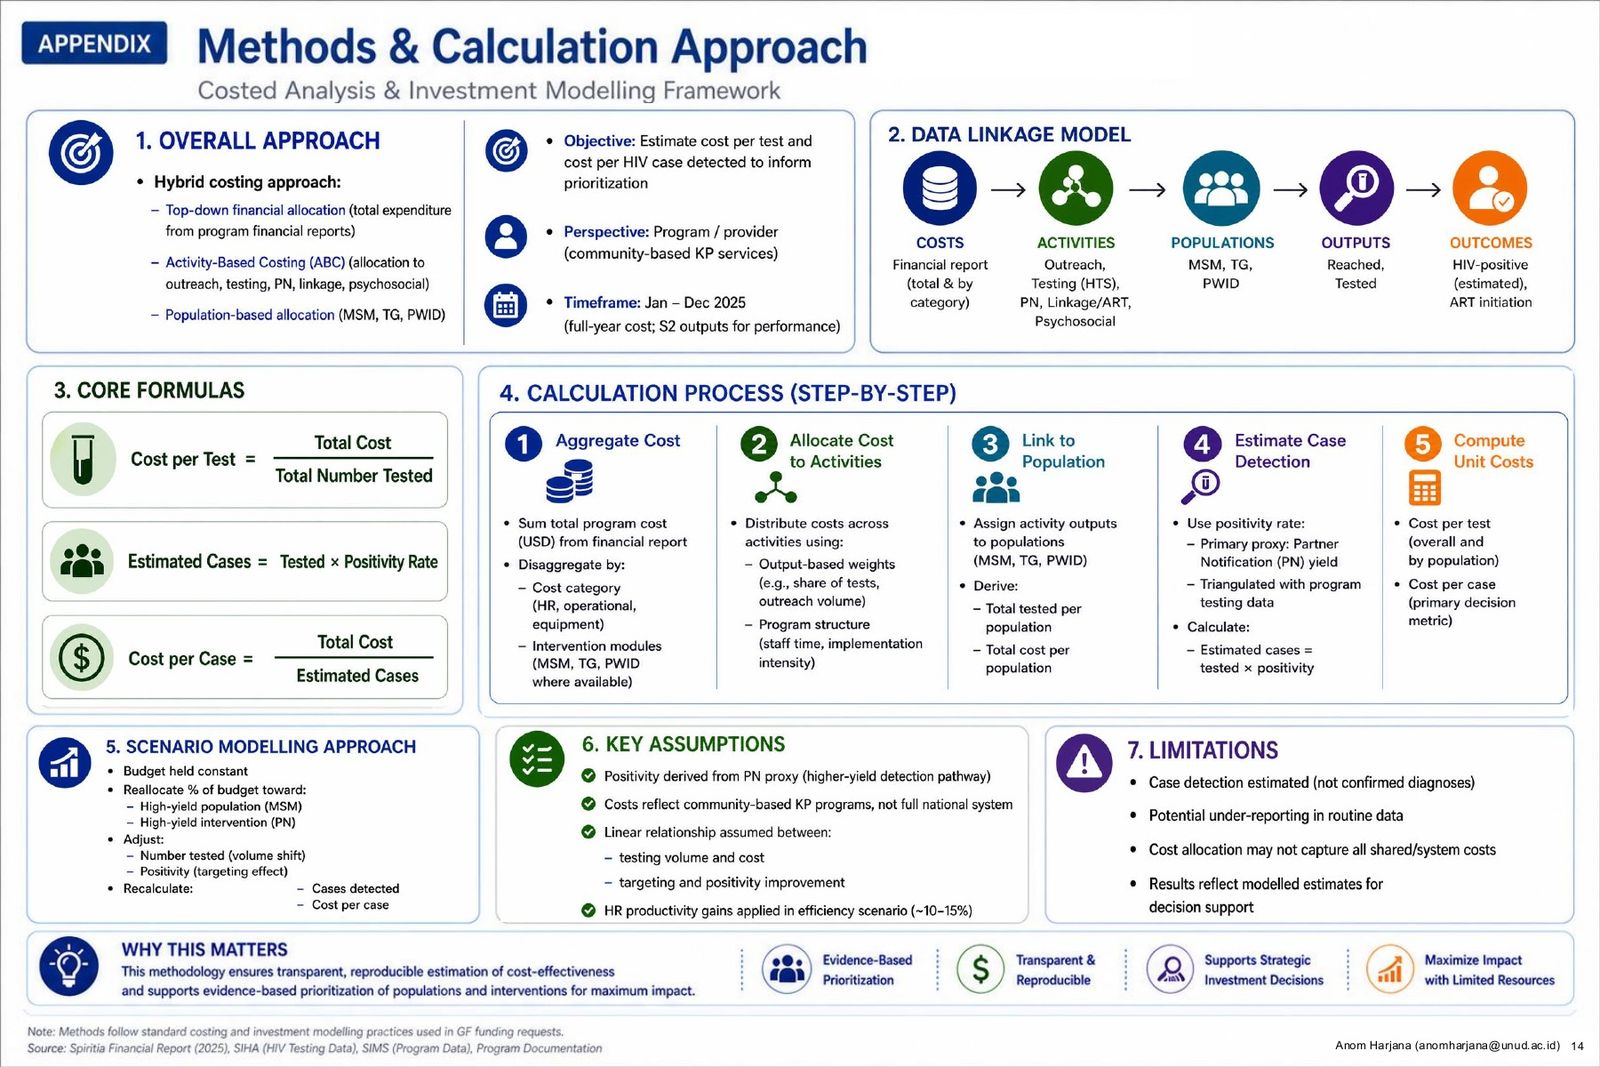 APPENDIX
Methods & Calculation Approach
Costed Analysis & Investment Modelling Framework
1. OVERALL APPROACH
• Hybrid costing approach:
– Top-down financial allocation (total expenditure
from program financial reports)
– Activity-Based Costing (ABC) (allocation to
outreach, testing, PN, linkage, psychosocial)
– Population-based allocation (MSM, TG, PWID)
• Objective: Estimate cost per test and
cost per HIV case detected to inform
prioritization
• Perspective: Program / provider
(community-based KP services)
• Timeframe: Jan – Dec 2025
(full-year cost; S2 outputs for performance)
2. DATA LINKAGE MODEL
COSTS
Financial report
(total & by
category)
ACTIVITIES
Outreach,
Testing (HTS),
PN, Linkage/ART,
Psychosocial
POPULATIONS
MSM, TG,
PWID
OUTPUTS
Reached,
Tested
OUTCOMES
HIV-positive
(estimated),
ART initiation
3. CORE FORMULAS
Cost per Test =
Total Cost
Total Number Tested
Estimated Cases = Tested × Positivity Rate
$
Cost per Case =
Total Cost
Estimated Cases
4. CALCULATION PROCESS (STEP-BY-STEP)
1 Aggregate Cost
• Sum total program cost
(USD) from financial report
• Disaggregate by:
– Cost category
(HR, operational,
equipment)
– Intervention modules
(MSM, TG, PWID
where available)
2 Allocate Cost
to Activities
• Distribute costs across
activities using:
– Output-based weights
(e.g., share of tests,
outreach volume)
– Program structure
(staff time, implementation
intensity)
3 Link to
Population
• Assign activity outputs
to populations
(MSM, TG, PWID)
• Derive:
– Total tested per
population
– Total cost per
population
4 Estimate Case
Detection
• Use positivity rate:
– Primary proxy: Partner
Notification (PN) yield
– Triangulated with program
testing data
• Calculate:
– Estimated cases =
tested × positivity
5 Compute
Unit Costs
• Cost per test
(overall and
by population)
• Cost per case
(primary decision
metric)
5. SCENARIO MODELLING APPROACH
• Budget held constant
• Reallocate % of budget toward:
– High-yield population (MSM)
– High-yield intervention (PN)
• Adjust:
– Number tested (volume shift)
– Positivity (targeting effect)
• Recalculate:
– Cases detected
– Cost per case
6. KEY ASSUMPTIONS
Positivity derived from PN proxy (higher-yield detection pathway)
Costs reflect community-based KP programs, not full national system
Linear relationship assumed between:
– testing volume and cost
– targeting and positivity improvement
HR productivity gains applied in efficiency scenario (~10–15%)
7. LIMITATIONS
• Case detection estimated (not confirmed diagnoses)
• Potential under-reporting in routine data
• Cost allocation may not capture all shared/system costs
• Results reflect modelled estimates for
decision support
WHY THIS MATTERS
This methodology ensures transparent, reproducible estimation of cost-effectiveness
and supports evidence-based prioritization of populations and interventions for maximum impact.
Evidence-Based
Prioritization
$
Transparent &
Reproducible
Supports Strategic
Investment Decisions
Maximize Impact
with Limited Resources
Note: Methods follow standard costing and investment modelling practices used in GF funding requests.
Source: Spiritia Financial Report (2025), SIHA (HIV Testing Data), SIMS (Program Data), Program Documentation
Anom Harjana (anomharjana@unud.ac.id) 14